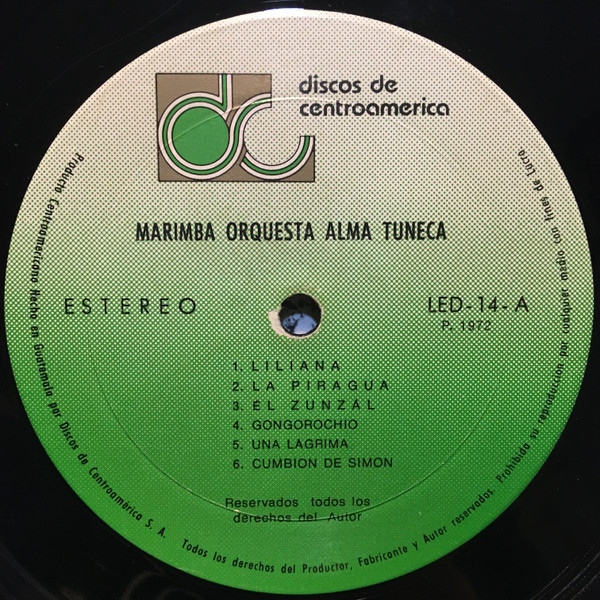 dc
discos de
centroamerica
MARIMBA ORQUESTA ALMA TUNECA
ESTEREO
LED-14-A
P. 1972
1. LILIANA
2. LA PIRAGUA
3. EL ZUNZAL
4. GONGOROCHIO
5. UNA LAGRIMA
6. CUMBION DE SIMON
Reservados todos los
derechos del Autor
Producto Centroamericano Hecho en Guatemala por Discos de Centroamérica S. A. Todos los derechos del Productor, Fabricante y Autor reservados. Prohibida su reproducción por cualquier medio con fines de Lucro